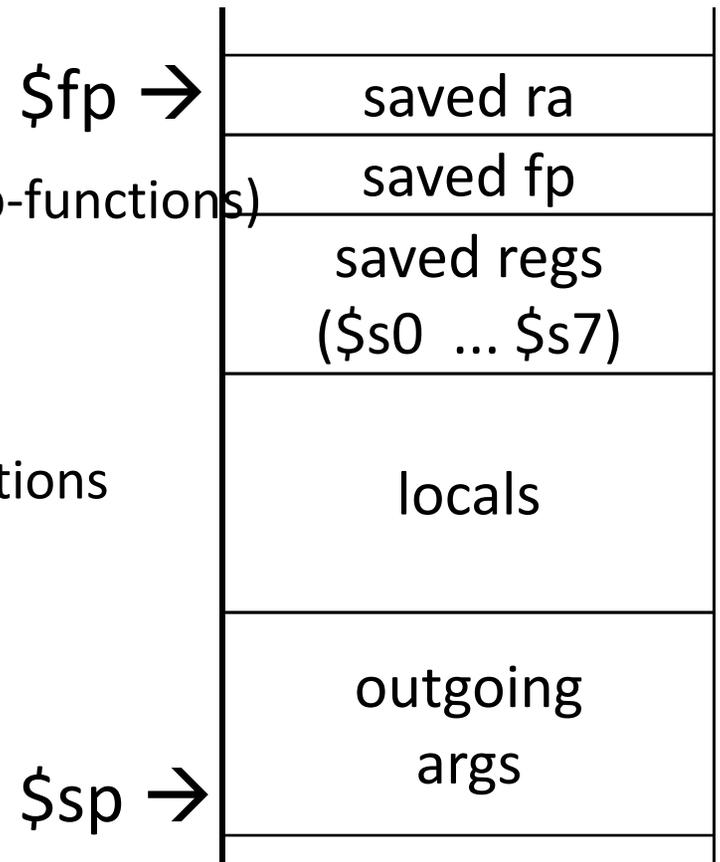 $fp → saved ra
saved fp
-functions)
saved regs
($s0 ... $s7)
tions
locals
outgoing
args
$sp →